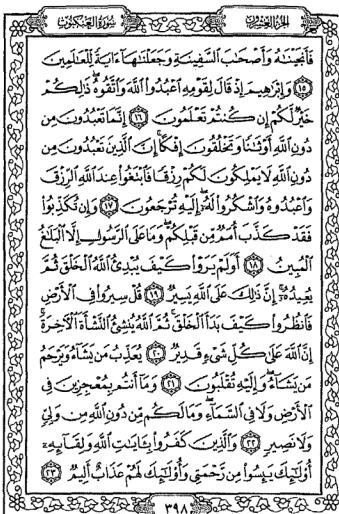 الجزء العشرون
سورة العنكبوت
فَأَنجَيْنَٰهُ وَأَصْحَٰبَ ٱلسَّفِينَةِ وَجَعَلْنَٰهَآ ءَايَةً لِّلْعَٰلَمِينَ
١٥ وَإِبْرَٰهِيمَ إِذْ قَالَ لِقَوْمِهِ ٱعْبُدُوا۟ ٱللَّهَ وَٱتَّقُوهُ ۖ ذَٰلِكُمْ
خَيْرٌ لَّكُمْ إِن كُنتُمْ تَعْلَمُونَ ١٦ إِنَّمَا تَعْبُدُونَ مِن
دُونِ ٱللَّهِ أَوْثَٰنًا وَتَخْلُقُونَ إِفْكًا ۚ إِنَّ ٱلَّذِينَ تَعْبُدُونَ مِن
دُونِ ٱللَّهِ لَا يَمْلِكُونَ لَكُمْ رِزْقًا فَٱبْتَغُوا۟ عِندَ ٱللَّهِ ٱلرِّزْقَ
وَٱعْبُدُوهُ وَٱشْكُرُوا۟ لَهُۥٓ ۖ إِلَيْهِ تُرْجَعُونَ ١٧ وَإِن تُكَذِّبُوا۟
فَقَدْ كَذَّبَ أُمَمٌ مِّن قَبْلِكُمْ ۖ وَمَا عَلَى ٱلرَّسُولِ إِلَّا ٱلْبَلَٰغُ
ٱلْمُبِينُ ١٨ أَوَلَمْ يَرَوْا۟ كَيْفَ يُبْدِئُ ٱللَّهُ ٱلْخَلْقَ ثُمَّ
يُعِيدُهُۥٓ ۚ إِنَّ ذَٰلِكَ عَلَى ٱللَّهِ يَسِيرٌ ١٩ قُلْ سِيرُوا۟ فِى ٱلْأَرْضِ
فَٱنظُرُوا۟ كَيْفَ بَدَأَ ٱلْخَلْقَ ۚ ثُمَّ ٱللَّهُ يُنشِئُ ٱلنَّشْأَةَ ٱلْءَاخِرَةَ ۚ
إِنَّ ٱللَّهَ عَلَىٰ كُلِّ شَىْءٍ قَدِيرٌ ٢٠ يُعَذِّبُ مَن يَشَآءُ وَيَرْحَمُ
مَن يَشَآءُ ۖ وَإِلَيْهِ تُقْلَبُونَ ٢١ وَمَآ أَنتُم بِمُعْجِزِينَ فِى
ٱلْأَرْضِ وَلَا فِى ٱلسَّمَآءِ ۖ وَمَا لَكُم مِّن دُونِ ٱللَّهِ مِن وَلِىٍّ
وَلَا نَصِيرٍ ٢٢ وَٱلَّذِينَ كَفَرُوا۟ بِـَٔايَٰتِ ٱللَّهِ وَلِقَآئِهِۦٓ
أُو۟لَٰٓئِكَ يَئِسُوا۟ مِن رَّحْمَتِى وَأُو۟لَٰٓئِكَ لَهُمْ عَذَابٌ أَلِيمٌ ٢٣
٣٩٨